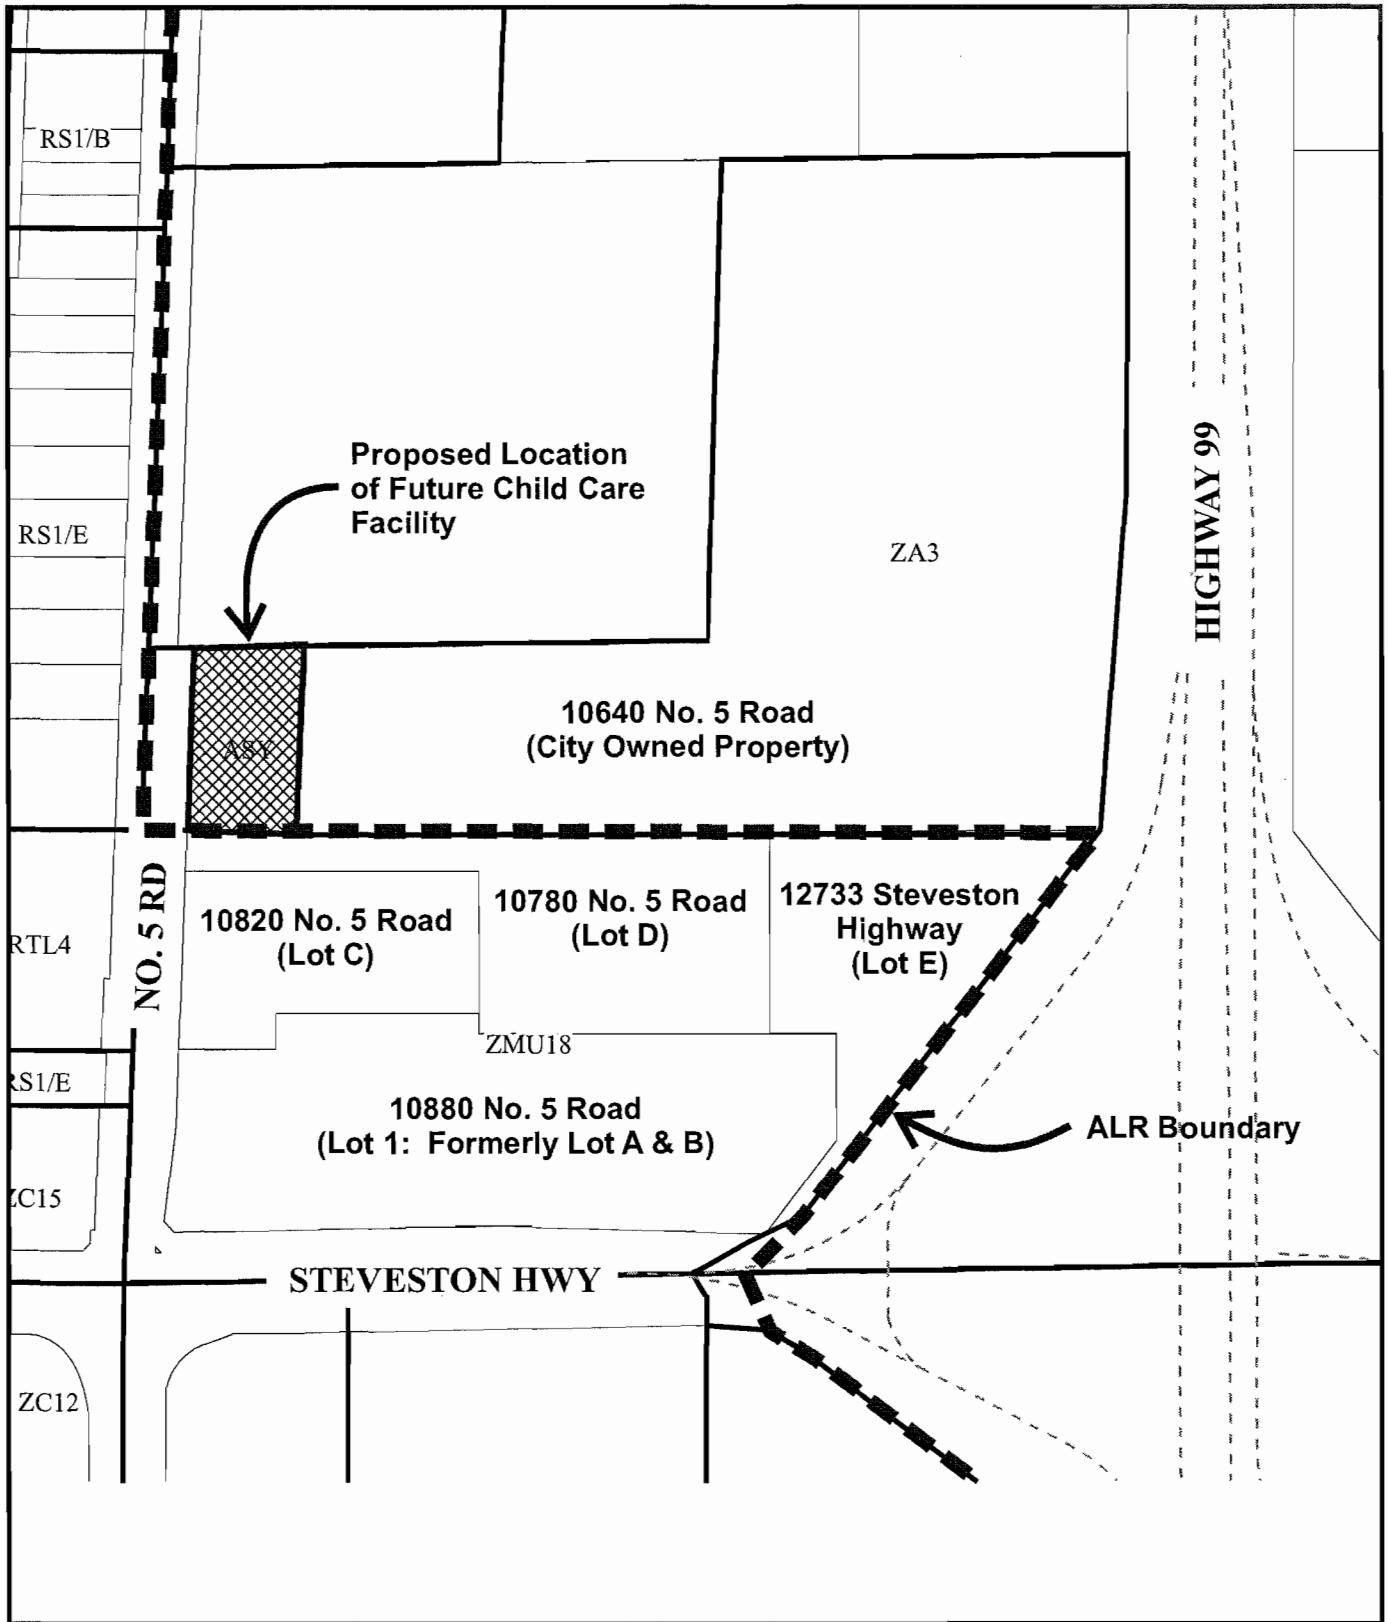 RS1/B
Proposed Location
of Future Child Care
Facility
HIGHWAY 99
RS1/E
ZA3
10640 No. 5 Road
(City Owned Property)
ASY
NO. 5 RD
10820 No. 5 Road
(Lot C)
10780 No. 5 Road
(Lot D)
12733 Steveston
Highway
(Lot E)
RTL4
ZMU18
RS1/E
10880 No. 5 Road
(Lot 1: Formerly Lot A & B)
ALR Boundary
ZC15
STEVESTON HWY
ZC12